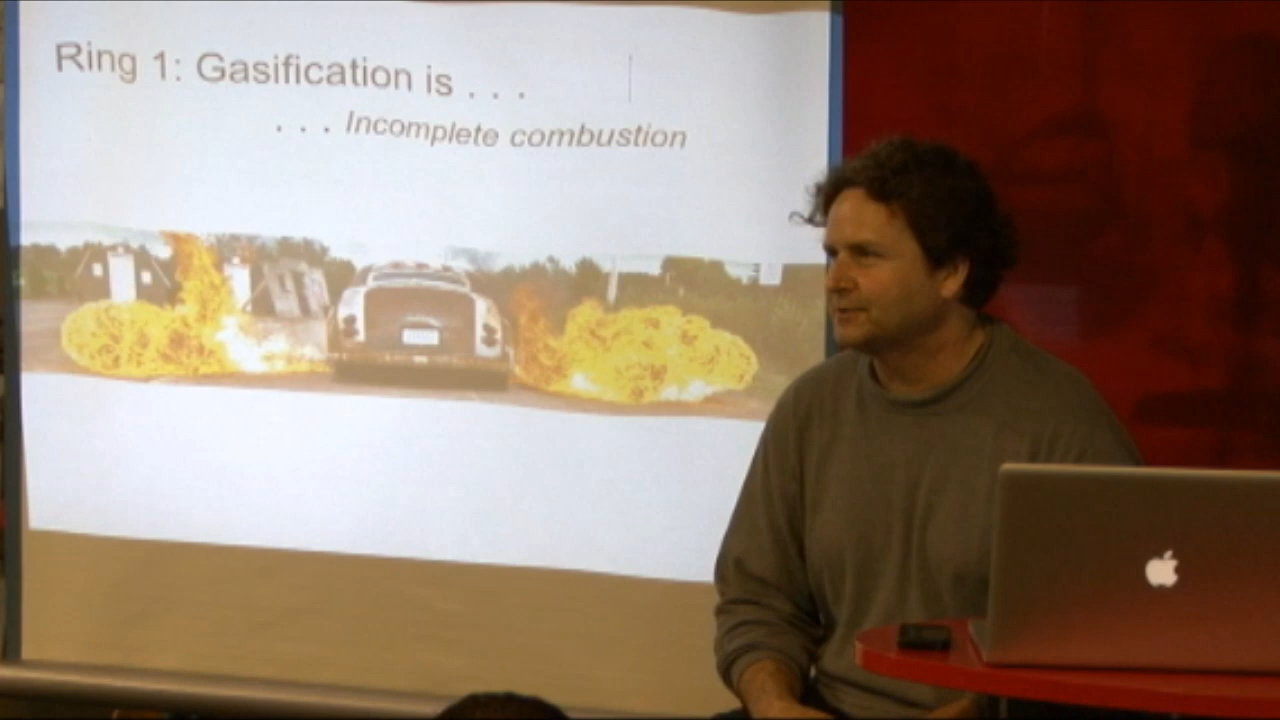 Ring 1: Gasification is . . .
. . . Incomplete combustion